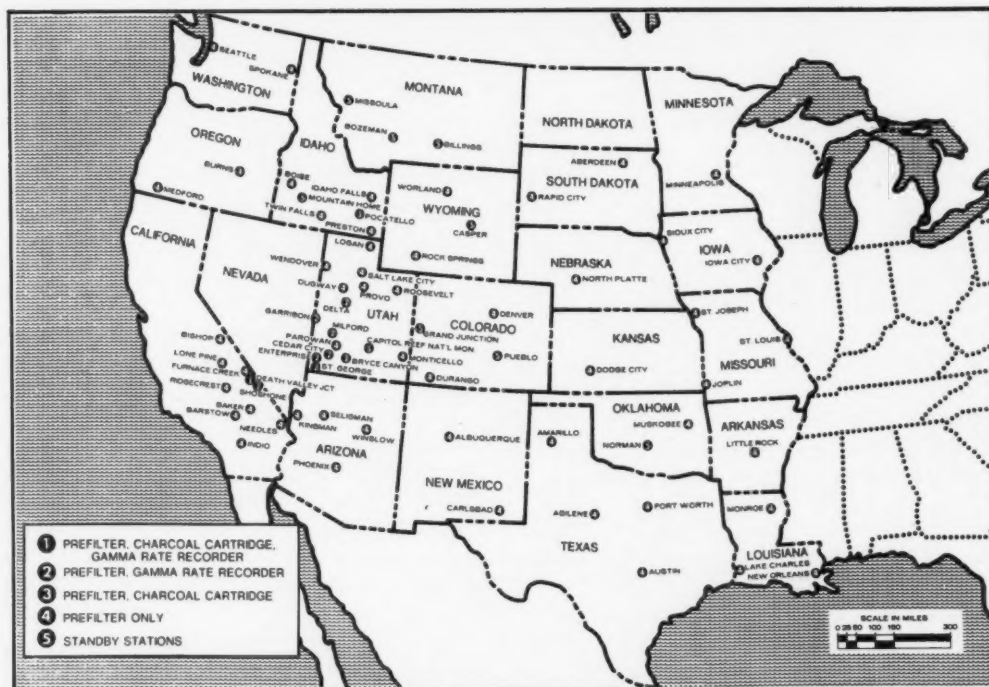 SEATTLE
SPOKANE
WASHINGTON
MONTANA
MISSOULA
BOZEMAN
BILLINGS
NORTH DAKOTA
MINNESOTA
OREGON
BURNS
MEDFORD
IDAHO
BOISE
IDAHO FALLS
MOUNTAIN HOME
TWIN FALLS
POCATELLO
PRESTON
WORLAND
WYOMING
CASPER
ROCK SPRINGS
ABERDEEN
SOUTH DAKOTA
RAPID CITY
MINNEAPOLIS
SIOUX CITY
IOWA
IOWA CITY
NEBRASKA
NORTH PLATTE
CALIFORNIA
NEVADA
LOGAN
WENDOVER
SALT LAKE CITY
DUGWAY
PROVO
ROOSEVELT
DELTA
UTAH
GARRISON
MILFORD
PAROWAN
CAPITOL REEF NAT'L MON
CEDAR CITY
MONTICELLO
ENTERPRISE
BRYCE CANYON
ST. GEORGE
DENVER
COLORADO
GRAND JUNCTION
PUEBLO
DURANGO
KANSAS
DODGE CITY
ST. JOSEPH
ST. LOUIS
MISSOURI
JOPLIN
BISHOP
LONE PINE
FURNACE CREEK
DEATH VALLEY JCT
RIDGECREST
SHOSHONE
BAKER
BARSTOW
NEEDLES
INDIO
SELIGMAN
KINGMAN
WINSLOW
ARIZONA
PHOENIX
ALBUQUERQUE
NEW MEXICO
CARLSBAD
OKLAHOMA
MUSKOGEE
AMARILLO
NORMAN
ARKANSAS
LITTLE ROCK
ABILENE
FORT WORTH
TEXAS
AUSTIN
MONROE
LOUISIANA
LAKE CHARLES
NEW ORLEANS
1 PREFILTER, CHARCOAL CARTRIDGE,
GAMMA RATE RECORDER
2 PREFILTER, GAMMA RATE RECORDER
3 PREFILTER, CHARCOAL CARTRIDGE
4 PREFILTER ONLY
5 STANDBY STATIONS
SCALE IN MILES
0 25 50 100 150 300